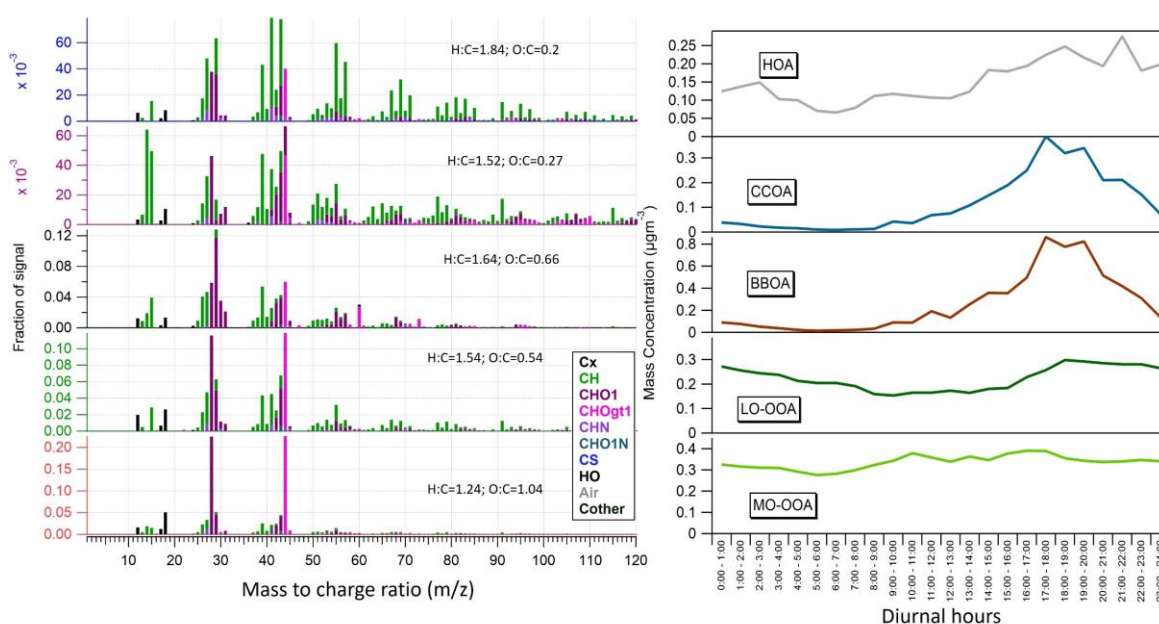 60
40
20
0
x 10⁻³
H:C=1.84; O:C=0.2
60
40
20
0
x 10⁻³
H:C=1.52; O:C=0.27
0.12
0.08
0.04
0.00
H:C=1.64; O:C=0.66
0.10
0.08
0.06
0.04
0.02
0.00
H:C=1.54; O:C=0.54
0.20
0.15
0.10
0.05
0.00
H:C=1.24; O:C=1.04
Fraction of signal
Cx
CH
CHO1
CHOgt1
CHN
CHO1N
CS
HO
Air
Cother
10 20 30 40 50 60 70 80 90 100 110 120
Mass to charge ratio (m/z)
0.25
0.20
0.15
0.10
0.05
0
HOA
0.3
0.2
0.1
0
CCOA
0.8
0.6
0.4
0.2
0
BBOA
0.3
0.2
0.1
0
LO-OOA
0.4
0.3
0.2
0.1
0
MO-OOA
Mass Concentration (μgm⁻³)
0:00 - 1:00
1:00 - 2:00
2:00 - 3:00
3:00 - 4:00
4:00 - 5:00
5:00 - 6:00
6:00 - 7:00
7:00 - 8:00
8:00 - 9:00
9:00 - 10:00
10:00 - 11:00
11:00 - 12:00
12:00 - 13:00
13:00 - 14:00
14:00 - 15:00
15:00 - 16:00
16:00 - 17:00
17:00 - 18:00
18:00 - 19:00
19:00 - 20:00
20:00 - 21:00
21:00 - 22:00
22:00 - 23:00
Diurnal hours